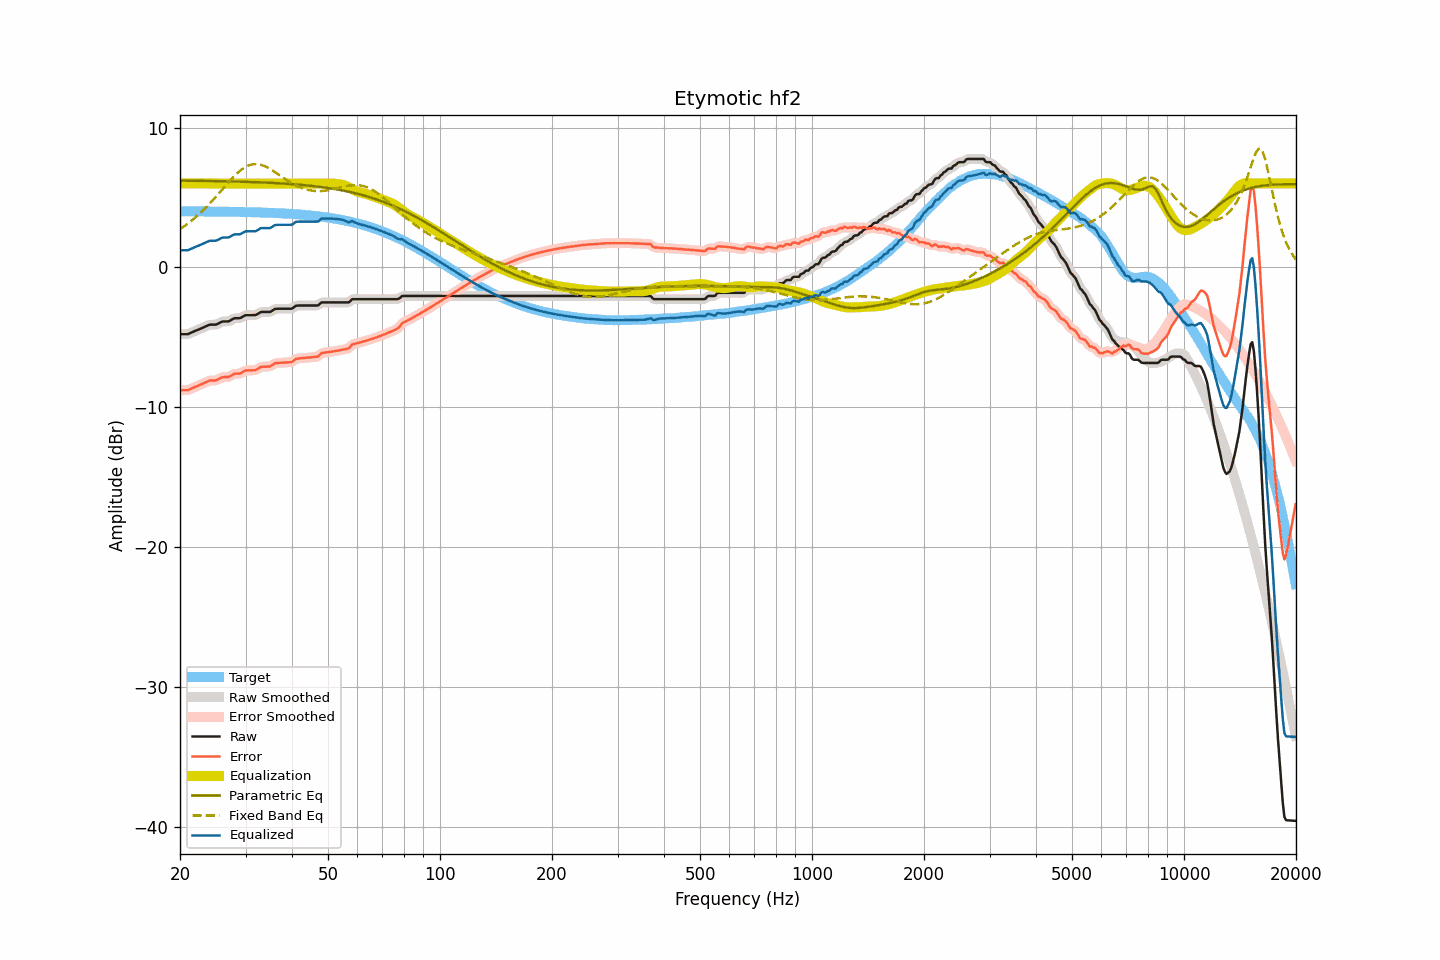 Etymotic hf2
10
0
−10
−20
−30
−40
Amplitude (dBr)
Target
Raw Smoothed
Error Smoothed
Raw
Error
Equalization
Parametric Eq
Fixed Band Eq
Equalized
20 50 100 200 500 1000 2000 5000 10000 20000
Frequency (Hz)